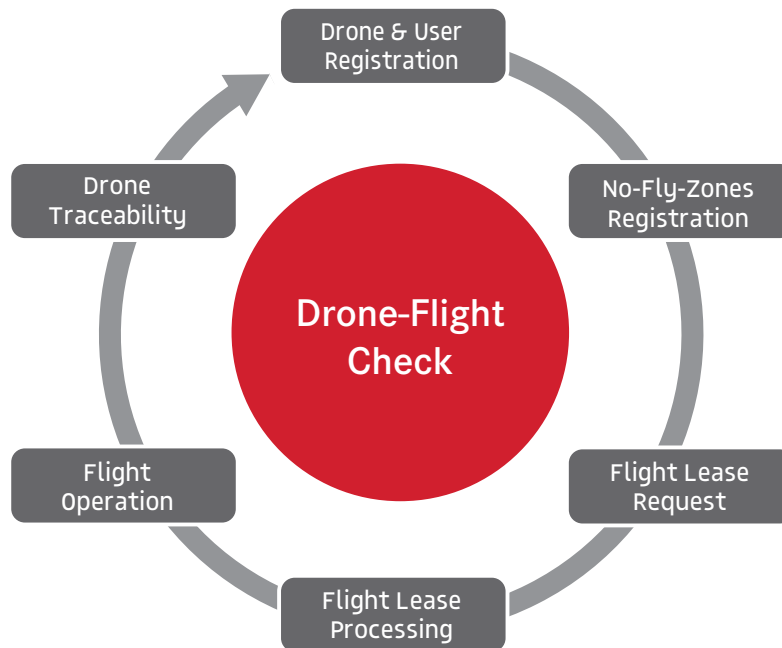 Drone & User
Registration
No-Fly-Zones
Registration
Flight Lease
Request
Flight Lease
Processing
Flight
Operation
Drone
Traceability
Drone-Flight
Check